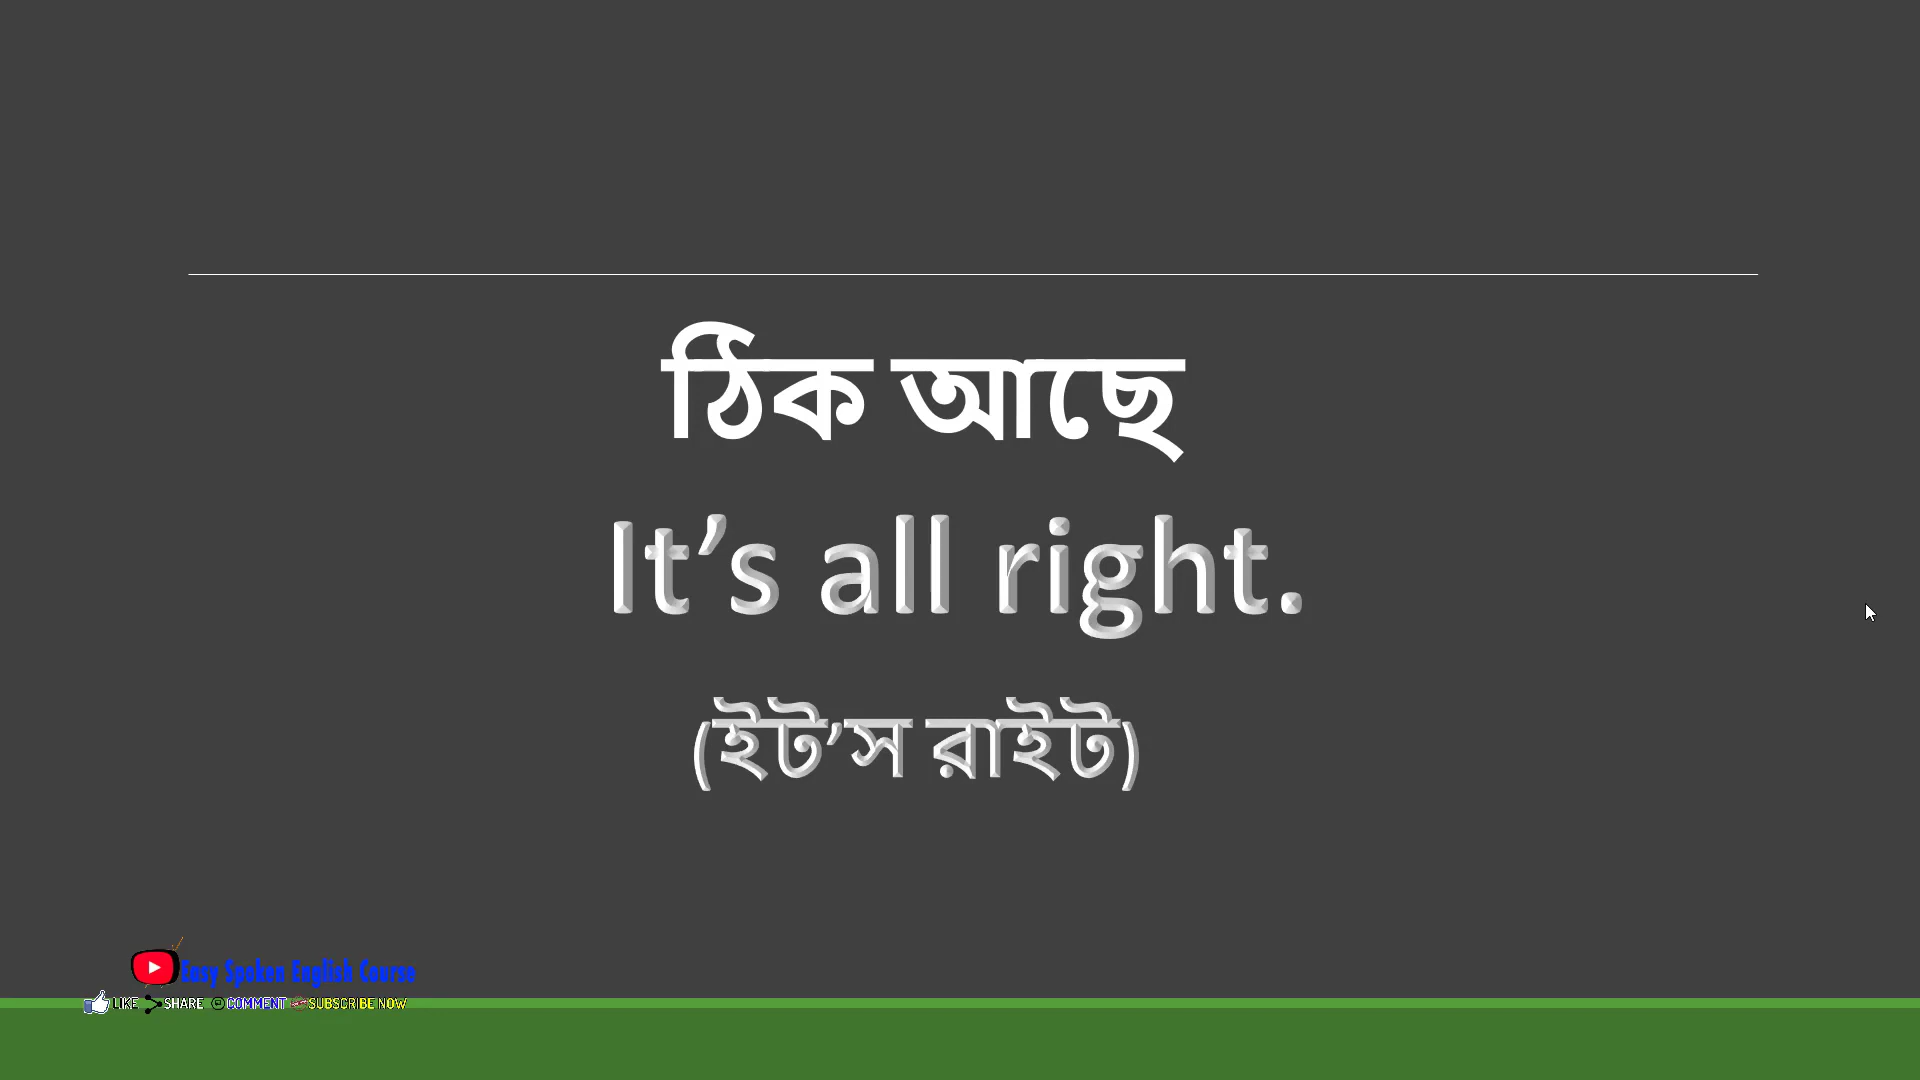 ঠিক আছে
It’s all right.
(ইট’স রাইট)
Easy Spoken English Course
LIKE SHARE COMMENT SUBSCRIBE NOW